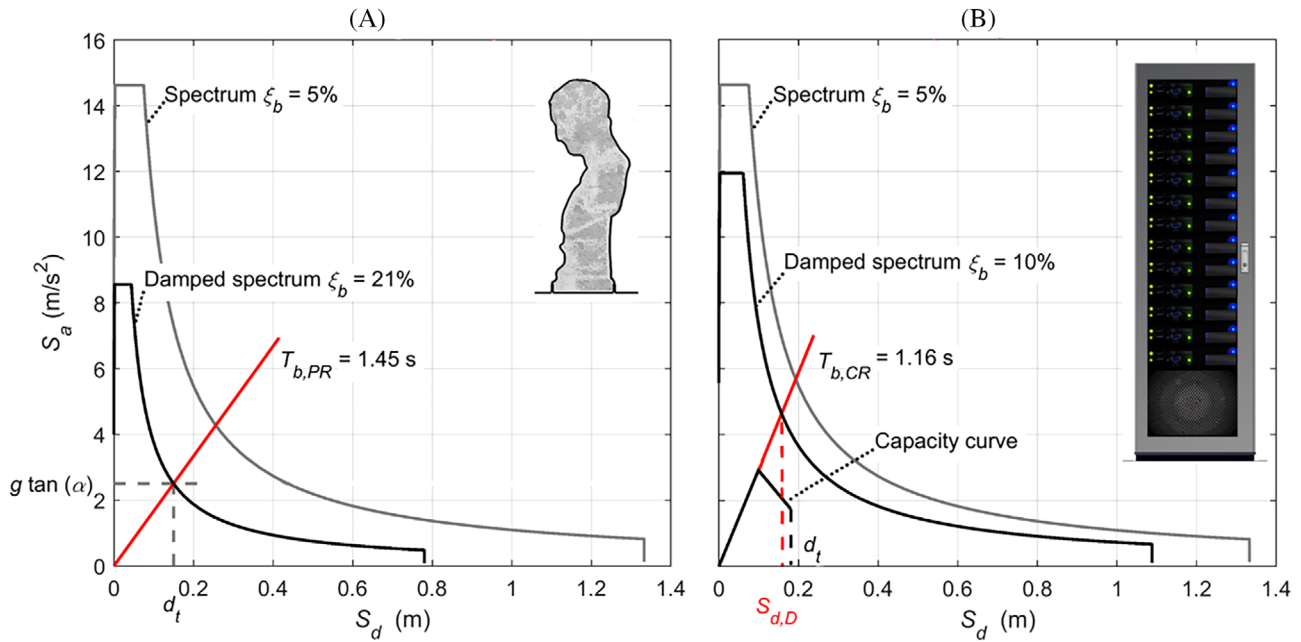 (A)
16
14
12
10
8
6
4
2
0
S_a (m/s²)
Spectrum ξ_b = 5%
Damped spectrum ξ_b = 21%
T_b,PR = 1.45 s
g tan (α)
d_t
0 0.2 0.4 0.6 0.8 1 1.2 1.4
S_d (m)
(B)
Spectrum ξ_b = 5%
Damped spectrum ξ_b = 10%
T_b,CR = 1.16 s
Capacity curve
d_t
0 0.2 0.4 0.6 0.8 1 1.2 1.4
S_d,D
S_d (m)